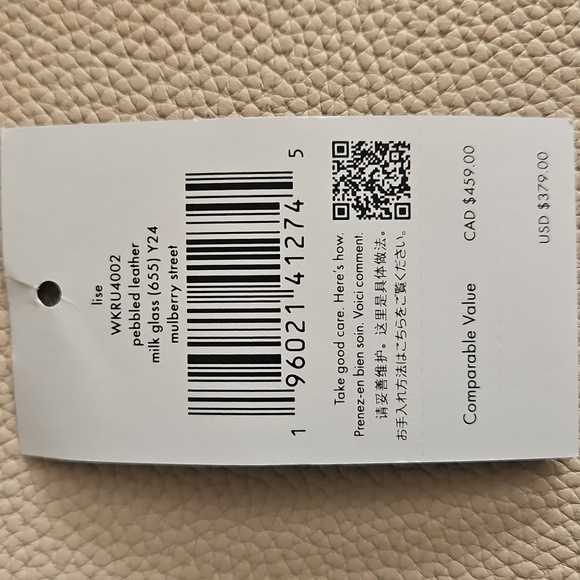 lise
WKRU4002
pebbled leather
milk glass (655) Y24
mulberry street
1 96021 41274 5
Take good care. Here's how.
Prenez-en bien soin. Voici comment.
请妥善维护。这里是具体做法。
お手入れ方法はこちらをご覧ください。
Comparable Value CAD $459.00
USD $379.00